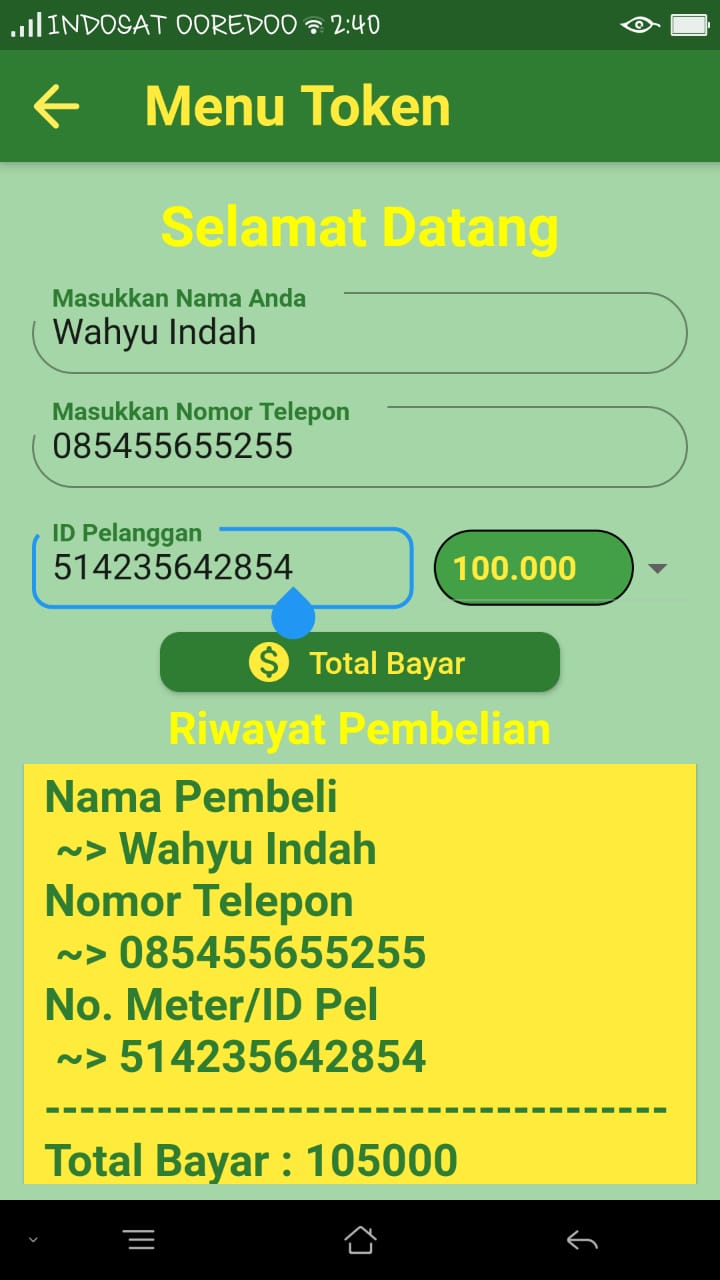 INDOSAT OOREDOO 2:40
Menu Token
Selamat Datang
Masukkan Nama Anda
Wahyu Indah
Masukkan Nomor Telepon
085455655255
ID Pelanggan
514235642854
100.000
$ Total Bayar
Riwayat Pembelian
Nama Pembeli
~> Wahyu Indah
Nomor Telepon
~> 085455655255
No. Meter/ID Pel
~> 514235642854
------------------------------------
Total Bayar : 105000